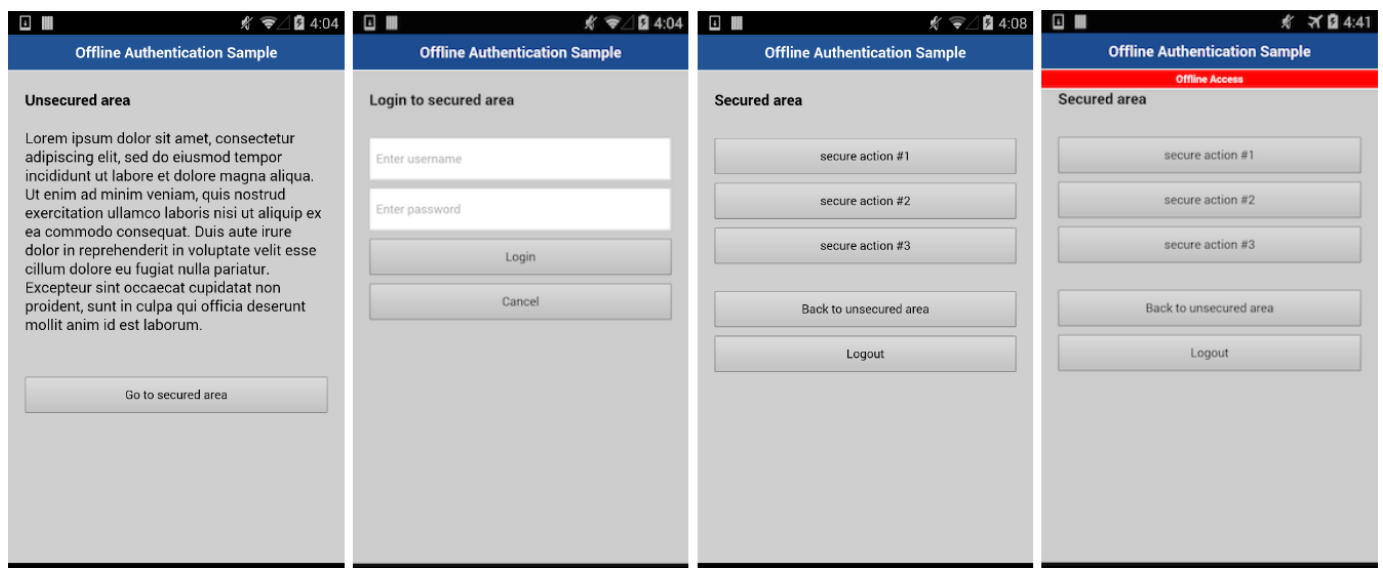 4:04
Offline Authentication Sample
Unsecured area
Lorem ipsum dolor sit amet, consectetur
adipiscing elit, sed do eiusmod tempor
incididunt ut labore et dolore magna aliqua.
Ut enim ad minim veniam, quis nostrud
exercitation ullamco laboris nisi ut aliquip ex
ea commodo consequat. Duis aute irure
dolor in reprehenderit in voluptate velit esse
cillum dolore eu fugiat nulla pariatur.
Excepteur sint occaecat cupidatat non
proident, sunt in culpa qui officia deserunt
mollit anim id est laborum.
Go to secured area
4:04
Offline Authentication Sample
Login to secured area
Enter username
Enter password
Login
Cancel
4:08
Offline Authentication Sample
Secured area
secure action #1
secure action #2
secure action #3
Back to unsecured area
Logout
4:41
Offline Authentication Sample
Offline Access
Secured area
secure action #1
secure action #2
secure action #3
Back to unsecured area
Logout